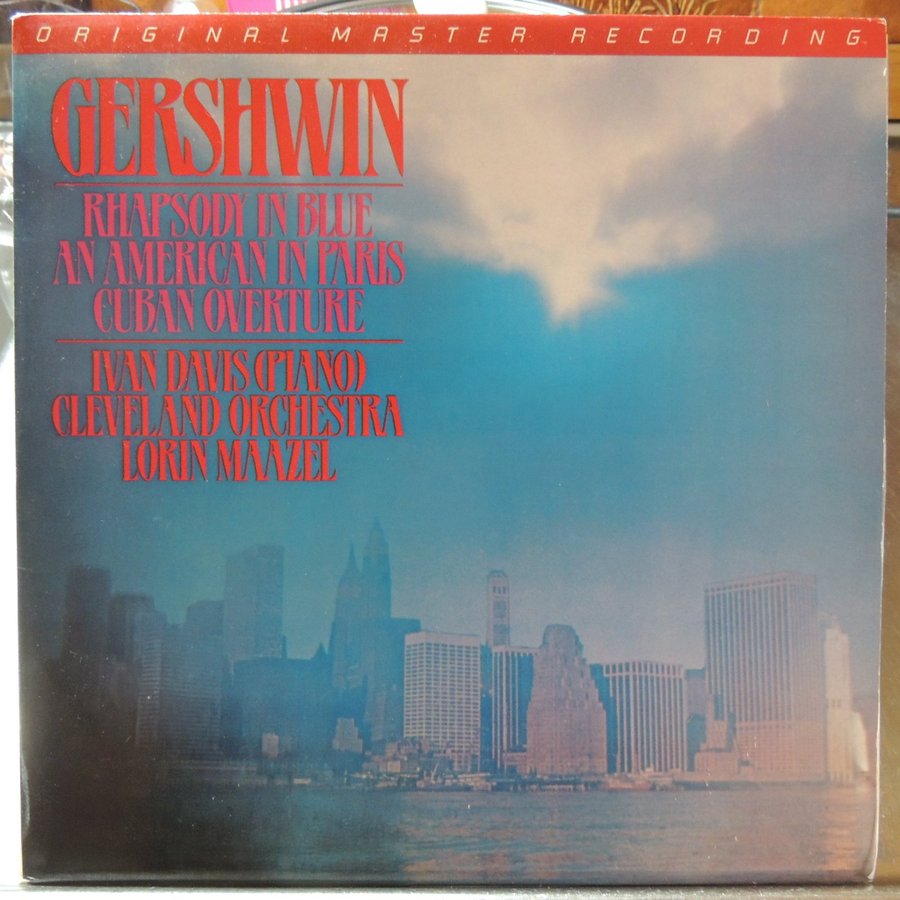 ORIGINAL MASTER RECORDING
GERSHWIN
RHAPSODY IN BLUE
AN AMERICAN IN PARIS
CUBAN OVERTURE
IVAN DAVIS (PIANO)
CLEVELAND ORCHESTRA
LORIN MAAZEL